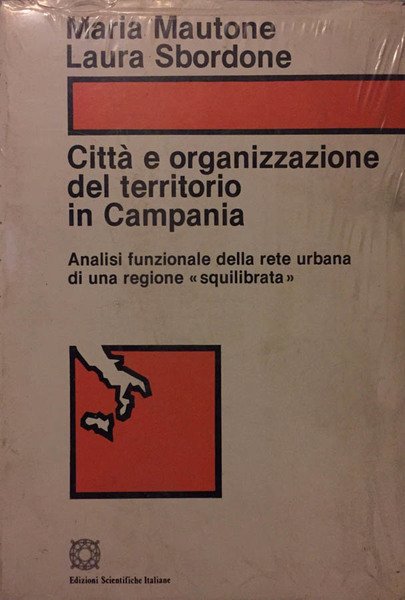 Maria Mautone
Laura Sbordone
Città e organizzazione
del territorio
in Campania
Analisi funzionale della rete urbana
di una regione «squilibrata»
Edizioni Scientifiche Italiane